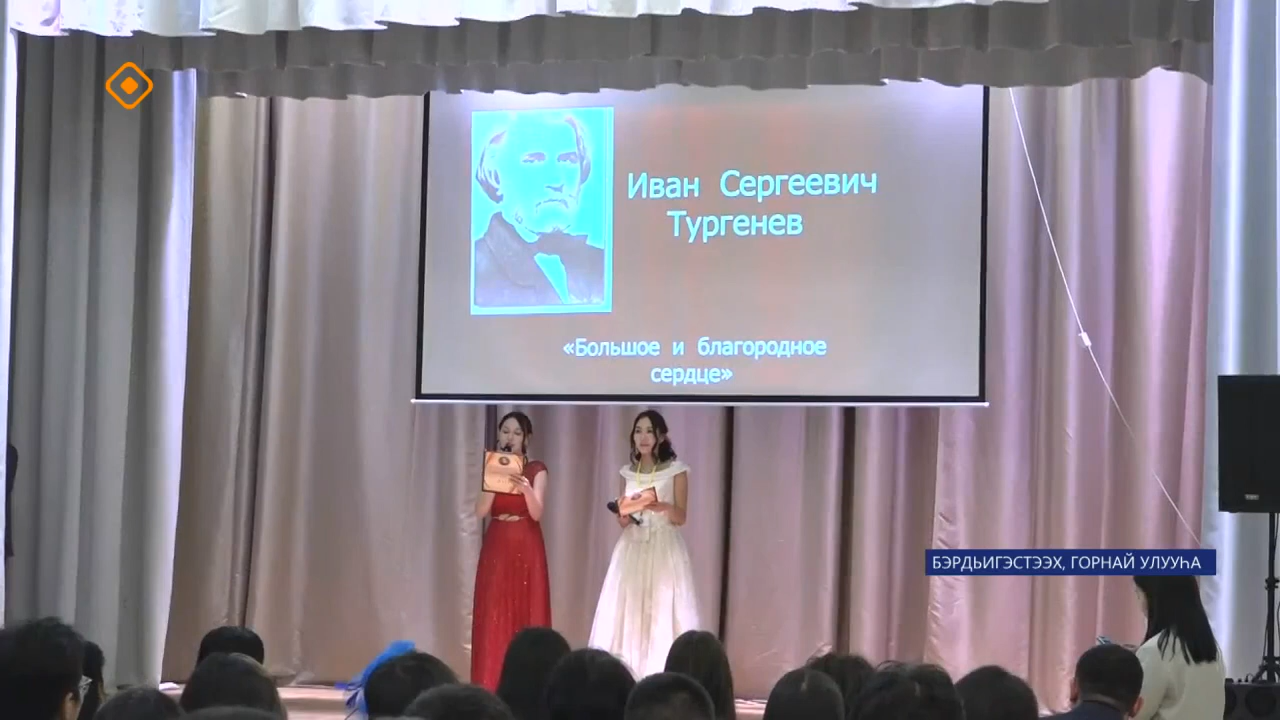 Иван Сергеевич
Тургенев
«Большое и благородное
сердце»
БЭРДЬИГЭСТЭЭХ, ГОРНАЙ УЛУУҺА